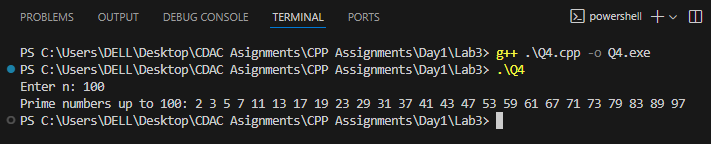 PROBLEMS OUTPUT DEBUG CONSOLE TERMINAL PORTS powershell
PS C:\Users\DELL\Desktop\CDAC Asignments\CPP Assignments\Day1\Lab3> g++ .\Q4.cpp -o Q4.exe
PS C:\Users\DELL\Desktop\CDAC Asignments\CPP Assignments\Day1\Lab3> .\Q4
Enter n: 100
Prime numbers up to 100: 2 3 5 7 11 13 17 19 23 29 31 37 41 43 47 53 59 61 67 71 73 79 83 89 97
PS C:\Users\DELL\Desktop\CDAC Asignments\CPP Assignments\Day1\Lab3>